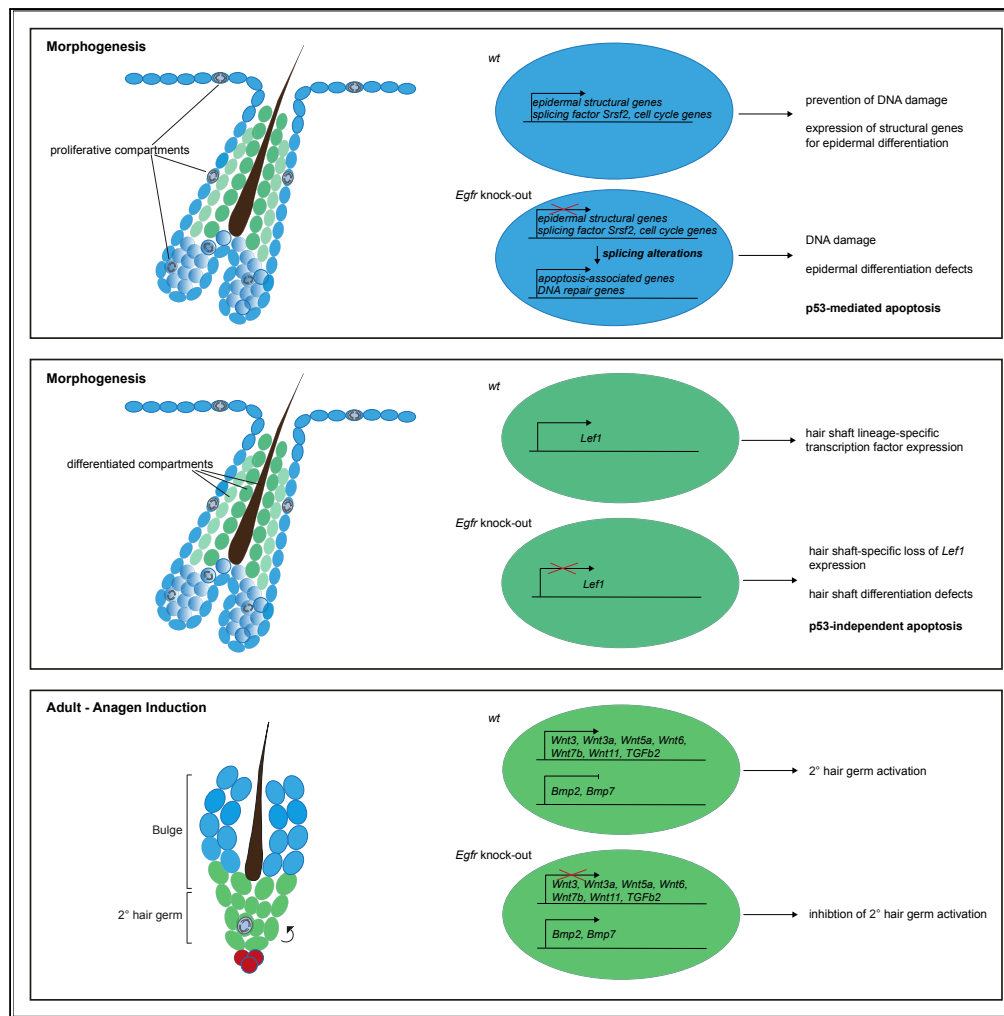 Morphogenesis
proliferative compartments
wt
epidermal structural genes
splicing factor Srsf2, cell cycle genes
prevention of DNA damage
expression of structural genes
for epidermal differentiation
Egfr knock-out
epidermal structural genes
splicing factor Srsf2, cell cycle genes
splicing alterations
apoptosis-associated genes
DNA repair genes
DNA damage
epidermal differentiation defects
p53-mediated apoptosis
Morphogenesis
differentiated compartments
wt
Lef1
hair shaft lineage-specific
transcription factor expression
Egfr knock-out
Lef1
hair shaft-specific loss of Lef1
expression
hair shaft differentiation defects
p53-independent apoptosis
Adult - Anagen Induction
Bulge
2° hair germ
wt
Wnt3, Wnt3a, Wnt5a, Wnt6,
Wnt7b, Wnt11, TGFb2
Bmp2, Bmp7
2° hair germ activation
Egfr knock-out
Wnt3, Wnt3a, Wnt5a, Wnt6,
Wnt7b, Wnt11, TGFb2
Bmp2, Bmp7
inhibtion of 2° hair germ activation